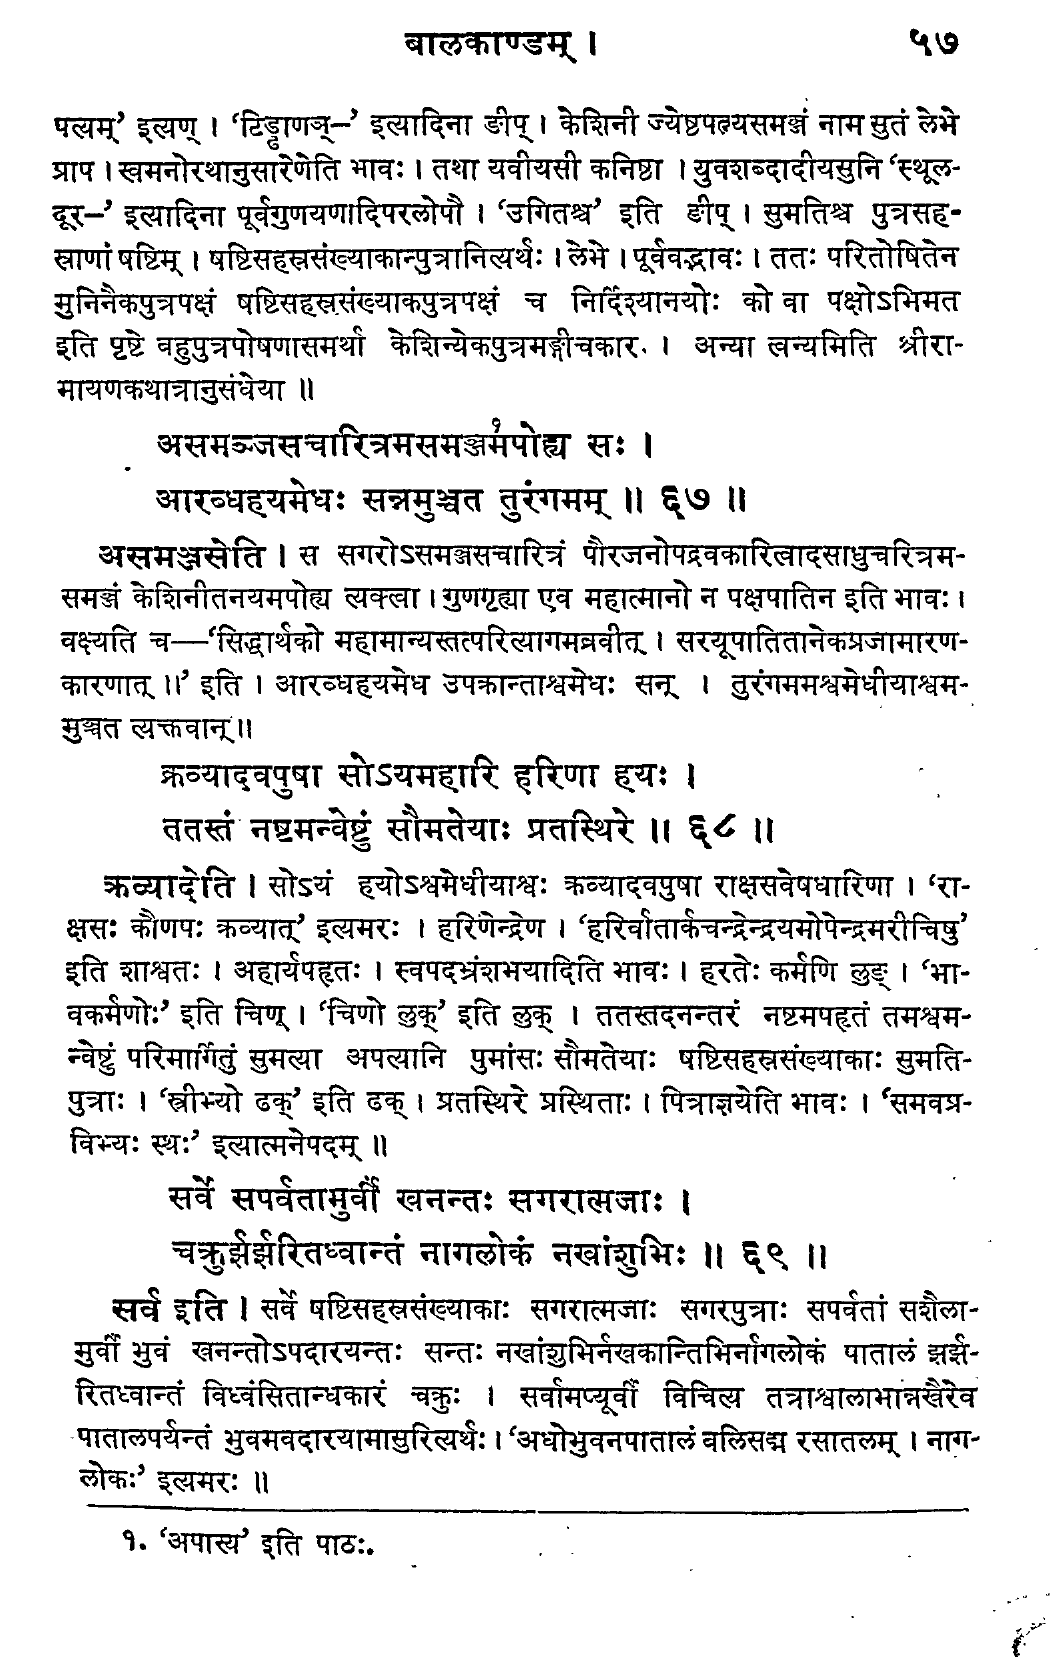 बालकाण्डम् । ५७
पत्यम्’ इत्यण् । ‘टिड्ढाणञ्—’ इत्यादिना ङीप् । केशिनी ज्येष्ठपत्न्यसमञ्जं नाम सुतं लेभे
प्राप । स्वमनोरथानुसारेणेति भावः । तथा यवीयसी कनिष्ठा । युवशब्दादीयसुनि ‘स्थूल-
दूर—’ इत्यादिना पूर्वगुणयणादिपरलोपौ । ‘उगितश्च’ इति ङीप् । सुमतिश्च पुत्रसह-
स्राणां षष्टिम् । षष्टिसहस्रसंख्याकान्पुत्रानित्यर्थः । लेभे । पूर्ववद्भावः । ततः परितोषितेन
मुनिनैकपुत्रपक्षं षष्टिसहस्रसंख्याकपुत्रपक्षं च निर्दिश्यानयोः को वा पक्षोऽभिमत
इति पृष्टे बहुपुत्रपोषणासमर्था केशिन्येकपुत्रमङ्गीचकार । अन्या त्वन्यमिति श्रीरा-
मायणकथात्रानुसंधेया ॥
असमञ्जसचारित्रमसमञ्जमपोह्य१ सः ।
आरब्धहयमेधः सन्नमुञ्चत तुरंगमम् ॥ ६७ ॥
असमञ्जसेति । स सगरोऽसमञ्जसचारित्रं पौरजनोपद्रवकारित्वादसाधुचरित्रम-
समञ्जं केशिनीतनयमपोह्य त्यक्त्वा । गुणगृह्या एव महात्मानो न पक्षपातिन इति भावः ।
वक्ष्यति च—‘सिद्धार्थको महामान्यस्तत्परित्यागमब्रवीत् । सरयूपातितानेकप्रजामारण-
कारणात् ॥’ इति । आरब्धहयमेध उपक्रान्ताश्वमेधः सन् । तुरंगममश्वमेधीयाश्वम-
मुञ्चत त्यक्तवान् ॥
क्रव्यादवपुषा सोऽयमहारि हरिणा हयः ।
ततस्तं नष्टमन्वेष्टुं सौमतेयाः प्रतस्थिरे ॥ ६८ ॥
क्रव्यादेति । सोऽयं हयोऽश्वमेधीयाश्वः क्रव्यादवपुषा राक्षसवेषधारिणा । ‘रा-
क्षसः कौणपः क्रव्यात्’ इत्यमरः । हरिणेन्द्रेण । ‘हरिर्वातार्कचन्द्रेन्द्रयमोपेन्द्रमरीचिषु’
इति शाश्वतः । अहार्यपहृतः । स्वपदभ्रंशभयादिति भावः । हरतेः कर्मणि लुङ् । ‘भा-
वकर्मणोः’ इति चिण् । ‘चिणो लुक्’ इति लुक् । ततस्तदनन्तरं नष्टमपहृतं तमश्वम-
न्वेष्टुं परिमार्गितुं सुमत्या अपत्यानि पुमांसः सौमतेयाः षष्टिसहस्रसंख्याकाः सुमति-
पुत्राः । ‘स्त्रीभ्यो ढक्’ इति ढक् । प्रतस्थिरे प्रस्थिताः । पित्राज्ञयेति भावः । ‘समवप्र-
विभ्यः स्थः’ इत्यात्मनेपदम् ॥
सर्वे सपर्वतामुर्वीं खनन्तः सगरात्मजाः ।
चक्रुर्झर्झरितध्वान्तं नागलोकं नखांशुभिः ॥ ६९ ॥
सर्व इति । सर्वे षष्टिसहस्रसंख्याकाः सगरात्मजाः सगरपुत्राः सपर्वतां सशैला-
मुर्वीं भुवं खनन्तोऽपदारयन्तः सन्तः नखांशुभिर्नखकान्तिभिर्नागलोकं पातालं झर्झ-
रितध्वान्तं विध्वंसितान्धकारं चक्रुः । सर्वामप्यूर्वीं विचित्य तत्राश्वालाभान्नखैरेव
पातालपर्यन्तं भुवमवदारयामासुरित्यर्थः । ‘अधोभुवनपातालं बलिसद्म रसातलम् । नाग-
लोकः’ इत्यमरः ॥
१. ‘अपास्य’ इति पाठः.